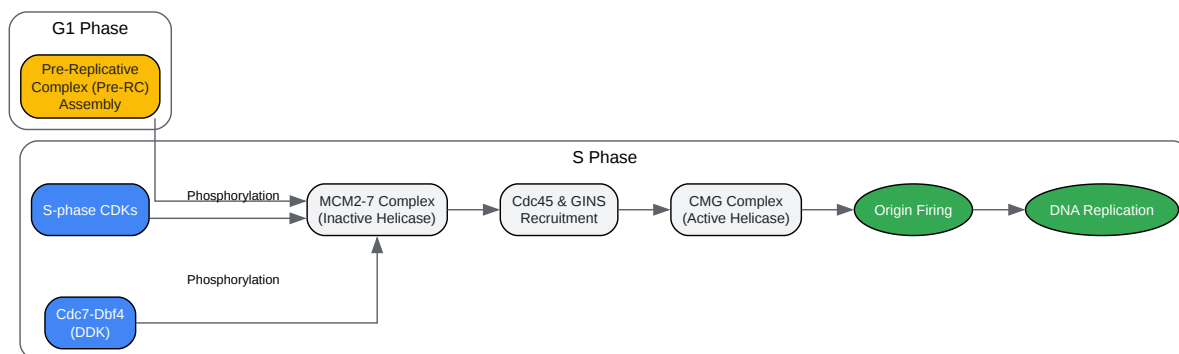 G1 Phase
Pre-Replicative
Complex (Pre-RC)
Assembly
S Phase
S-phase CDKs
Phosphorylation
MCM2-7 Complex
(Inactive Helicase)
Cdc45 & GINS
Recruitment
CMG Complex
(Active Helicase)
Origin Firing
DNA Replication
Phosphorylation
Cdc7-Dbf4
(DDK)